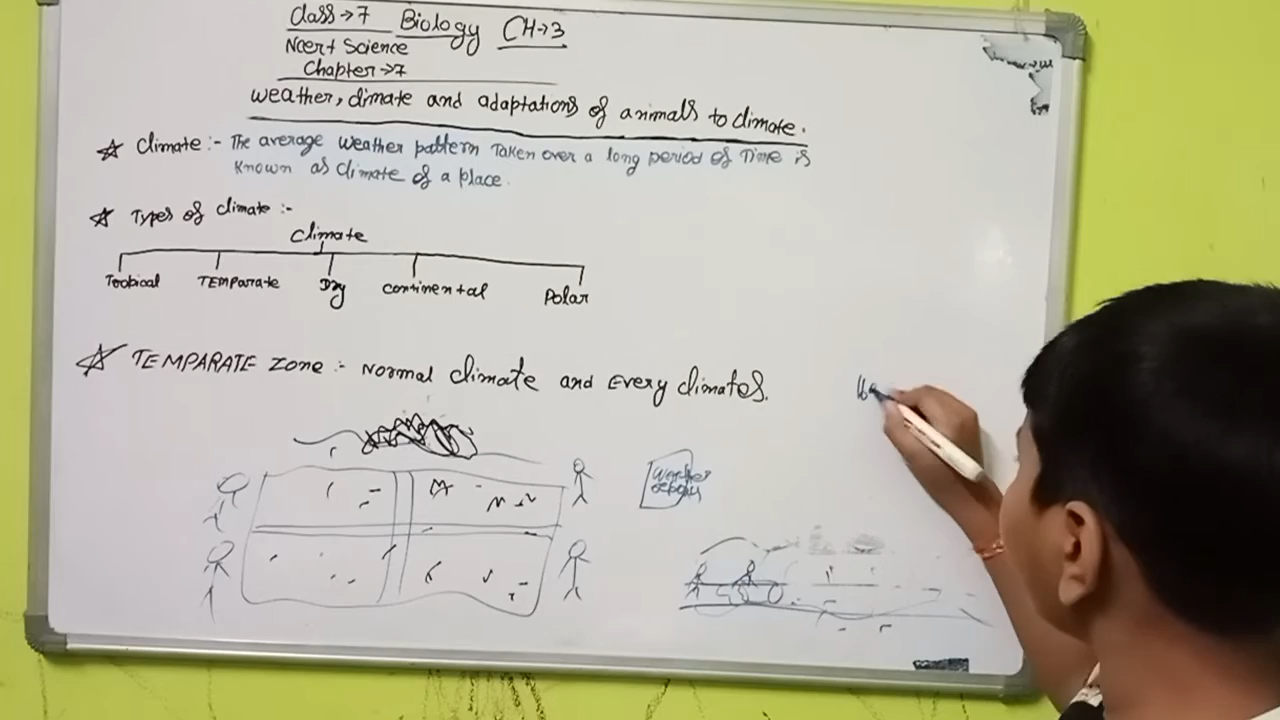 Class→7 Biology CH→3
Ncert Science
Chapter→7
weather, climate and adaptations of animals to climate.
Climate :- The average weather pattern Taken over a long period of Time is
known as climate of a place.
Types of climate :-
Climate
Tropical TEMParate Dry continental Polar
TEMPARATE Zone :- Normal climate and Every climates.
Weather